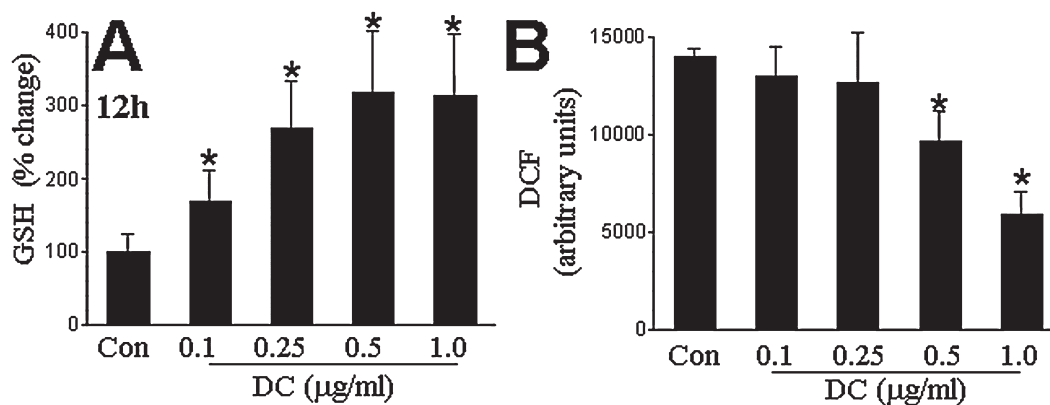 A
12h
GSH (% change)
400
300
200
100
0
* * * *
Con 0.1 0.25 0.5 1.0
DC (µg/ml)
B
DCF
(arbitrary units)
15000
10000
5000
0
* *
Con 0.1 0.25 0.5 1.0
DC (µg/ml)